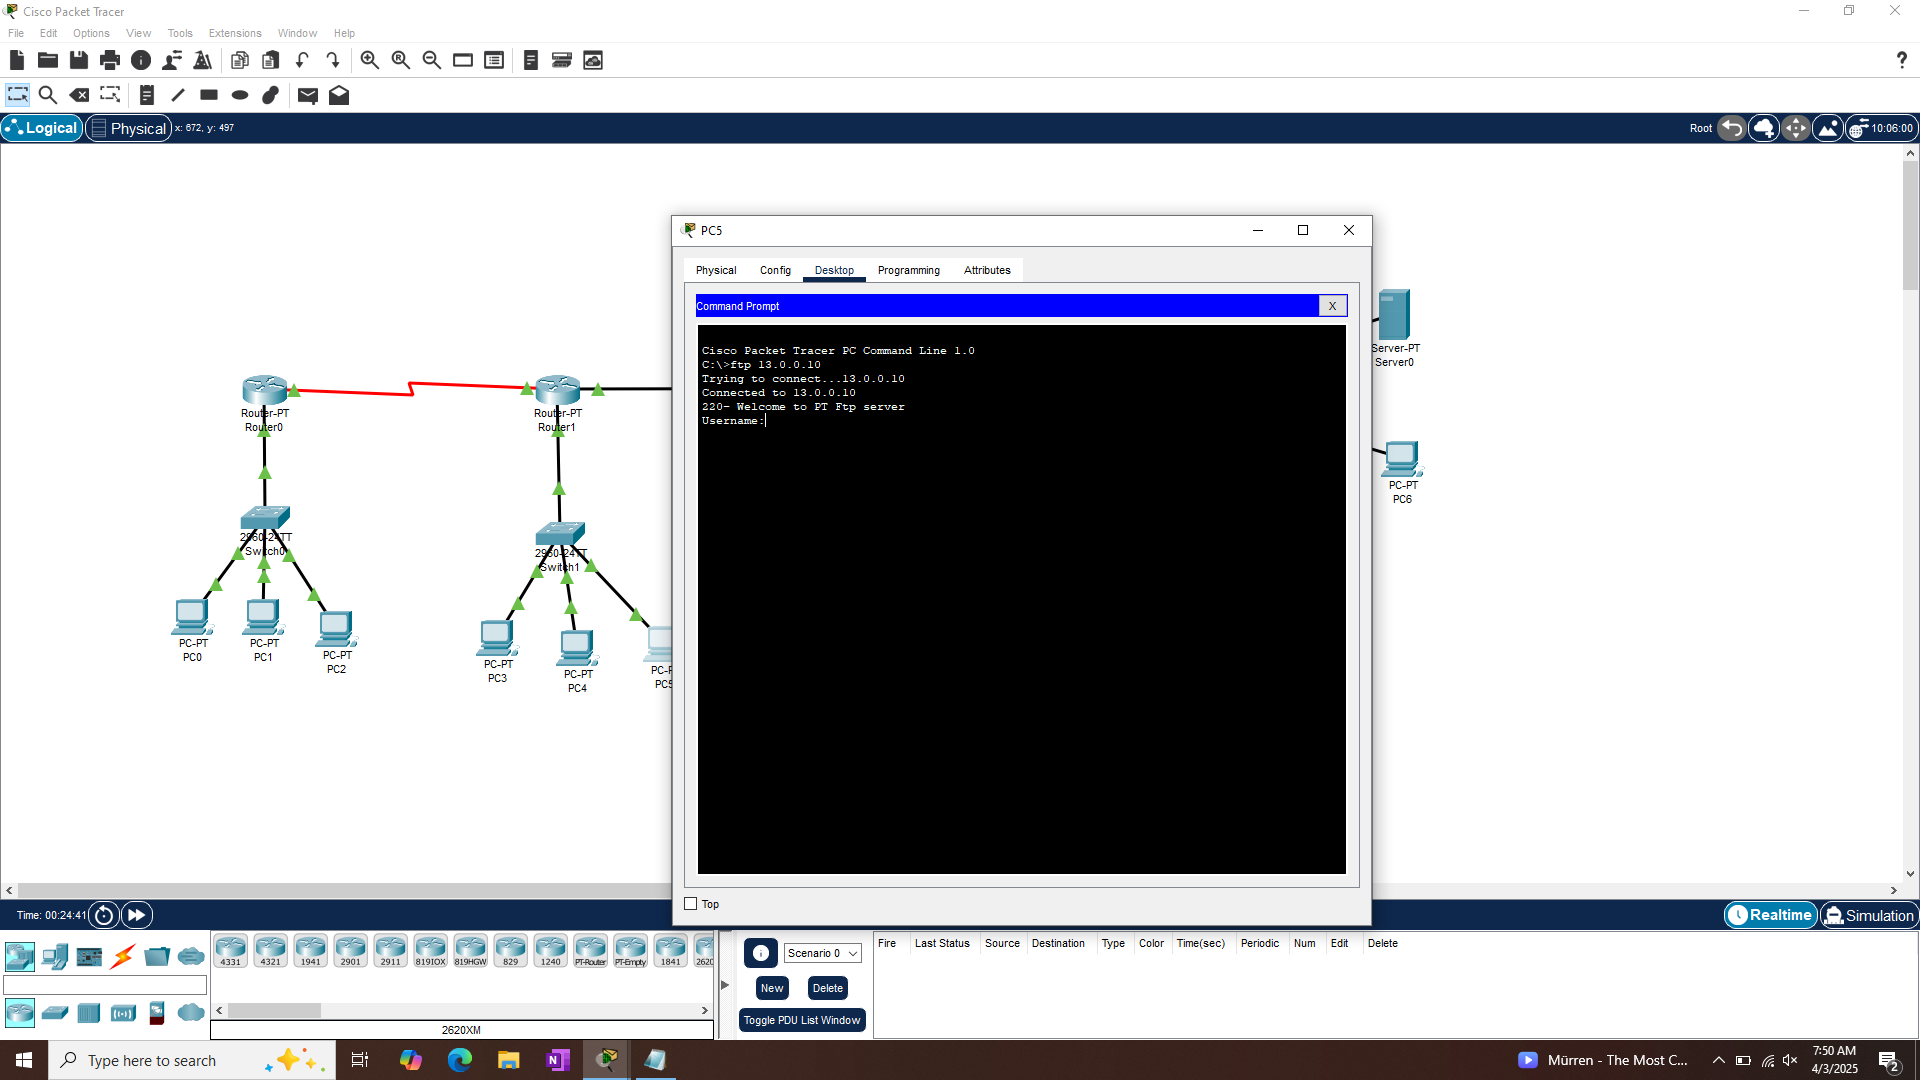 Cisco Packet Tracer
File Edit Options View Tools Extensions Window Help
?
Logical Physical x: 672, y: 497 Root 10:06:00
PC5
Physical Config Desktop Programming Attributes
Command Prompt X
Cisco Packet Tracer PC Command Line 1.0
C:\>ftp 13.0.0.10
Trying to connect...13.0.0.10
Connected to 13.0.0.10
220- Welcome to PT Ftp server
Username:
Server-PT
Server0
Router-PT
Router0
Router-PT
Router1
PC-PT
PC6
2960-24TT
Switch0
2960-24TT
Switch1
PC-PT
PC0
PC-PT
PC1
PC-PT
PC2
PC-PT
PC3
PC-PT
PC4
PC-P
PC5
Top
Time: 00:24:41 Realtime Simulation
4331 4321 1941 2901 2911 819IOX 819HGW 829 1240 PT-Router PT-Empty 1841 2620
2620XM
Scenario 0
New Delete
Toggle PDU List Window
Fire Last Status Source Destination Type Color Time(sec) Periodic Num Edit Delete
Type here to search
N
Mürren - The Most C...
7:50 AM
4/3/2025
2